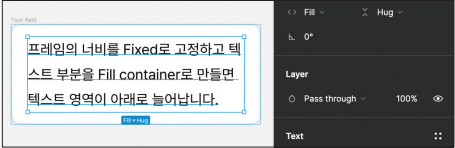 Text field
프레임의 너비를 Fixed로 고정하고 텍
스트 부분을 Fill container로 만들면
텍스트 영역이 아래로 늘어납니다.
Fill × Hug
Fill
Hug
0°
Layer
Pass through
100%
Text